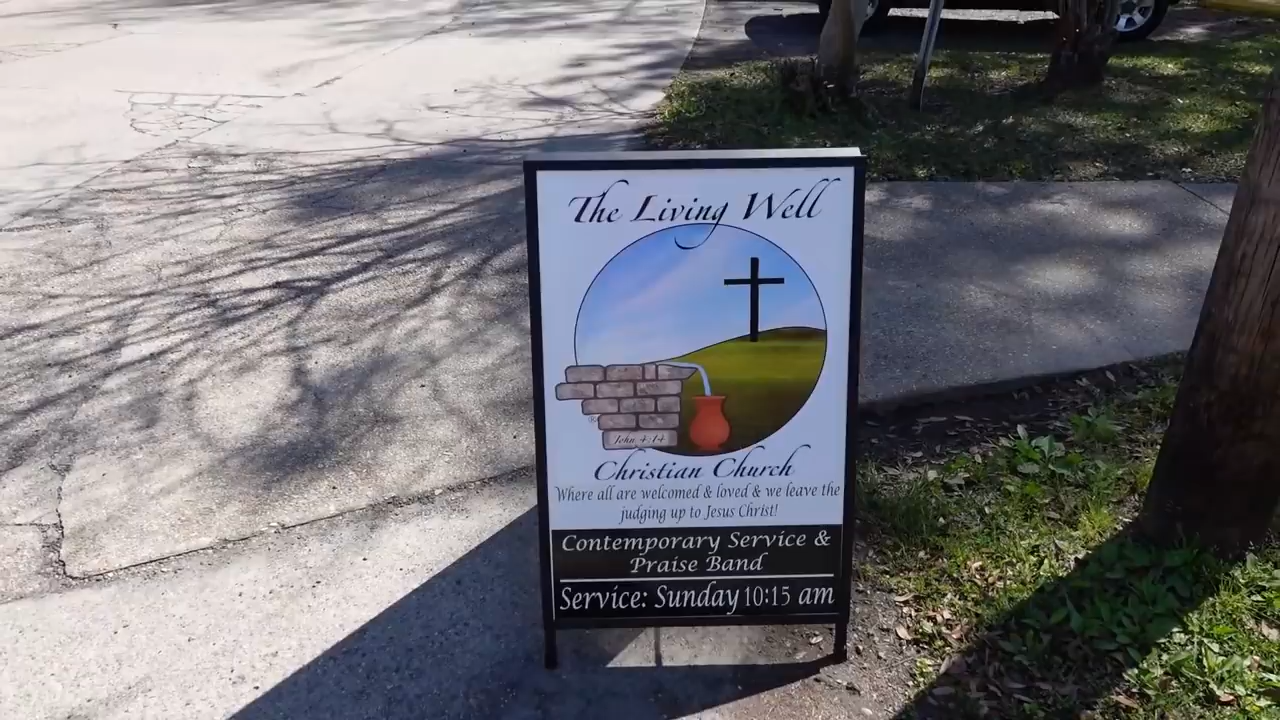 The Living Well
John 4:14
Christian Church
Where all are welcomed & loved & we leave the
judging up to Jesus Christ!
Contemporary Service &
Praise Band
Service: Sunday 10:15 am